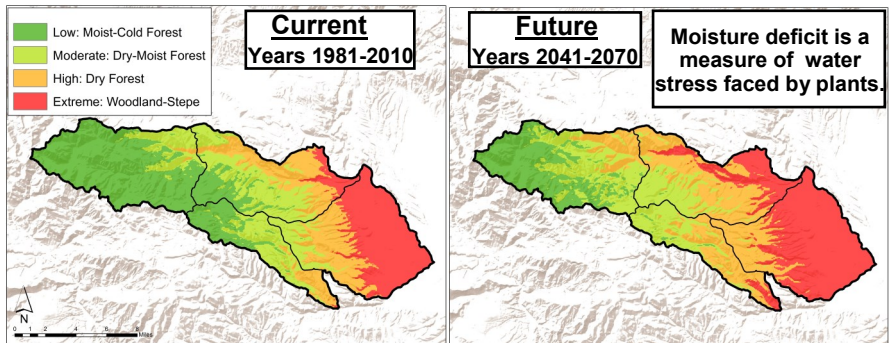 Low: Moist-Cold Forest
Moderate: Dry-Moist Forest
High: Dry Forest
Extreme: Woodland-Stepe
Current
Years 1981-2010
Future
Years 2041-2070
Moisture deficit is a
measure of water
stress faced by plants.
N
0 1 2 4 6 8
Miles